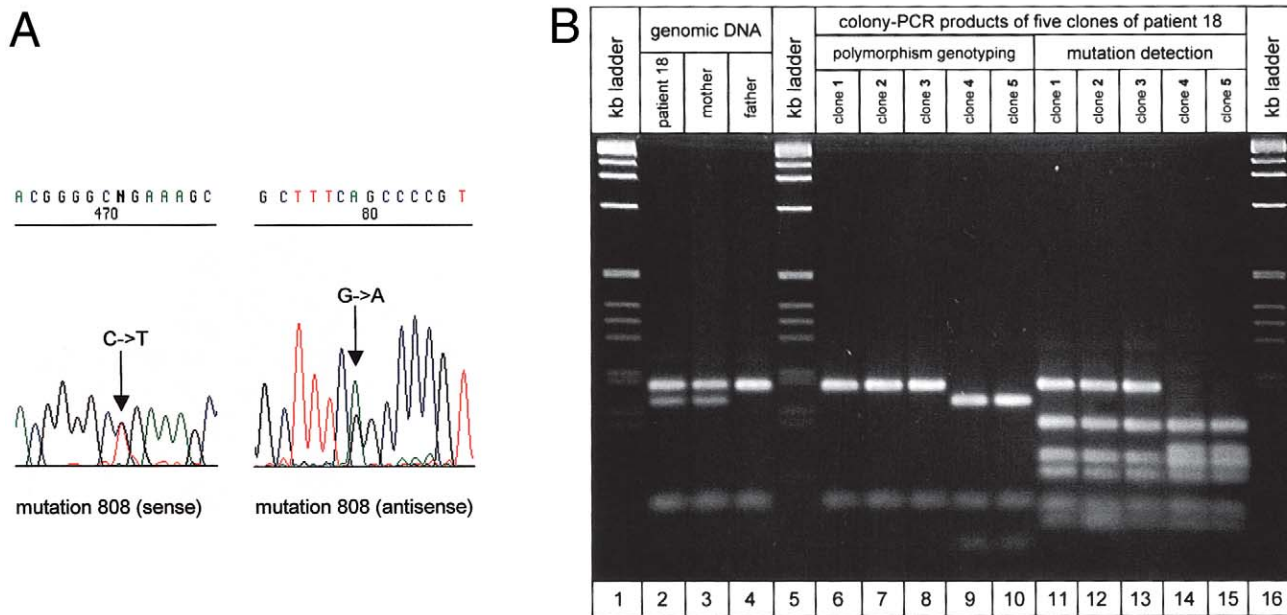 A
A C G G G G C N G A A A G C
470
G C T T T C A G C C C C G T
80
C->T
G->A
mutation 808 (sense)
mutation 808 (antisense)
B
kb ladder
genomic DNA
patient 18
mother
father
kb ladder
colony-PCR products of five clones of patient 18
polymorphism genotyping
mutation detection
clone 1
clone 2
clone 3
clone 4
clone 5
clone 1
clone 2
clone 3
clone 4
clone 5
kb ladder
1 2 3 4 5 6 7 8 9 10 11 12 13 14 15 16